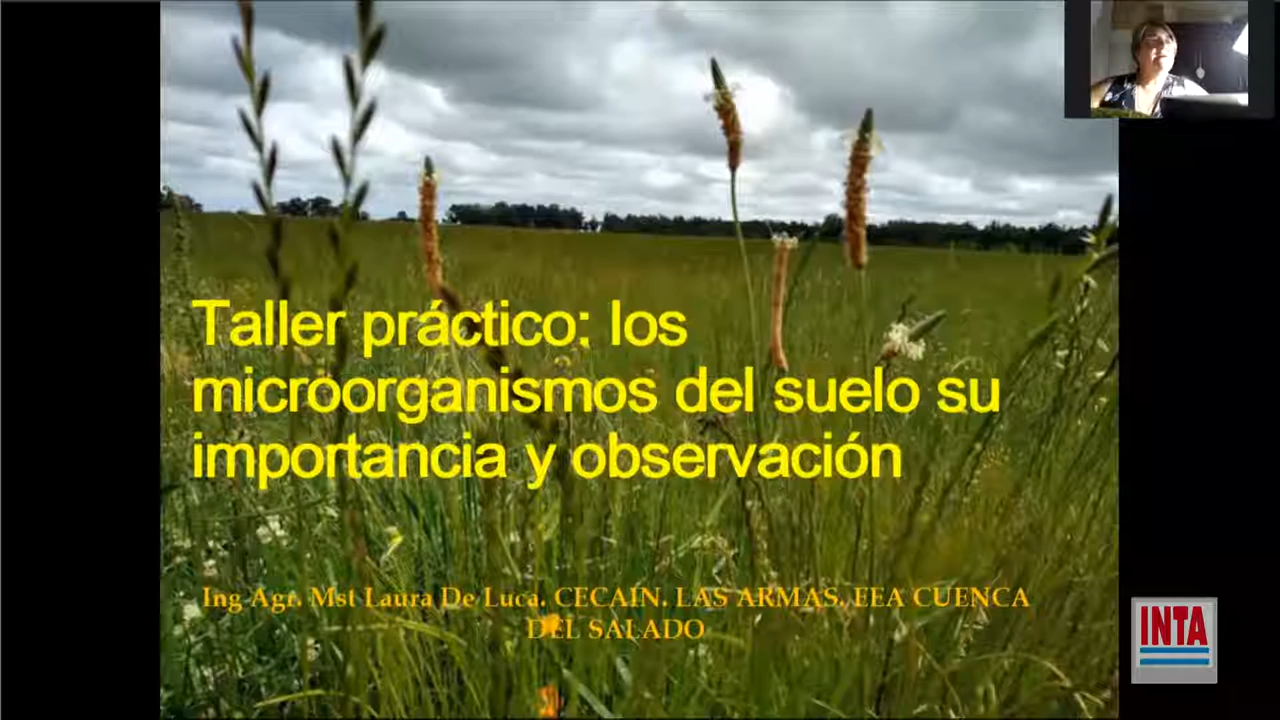 Taller práctico: los
microorganismos del suelo su
importancia y observación
Ing Agr. Mst Laura De Luca. CECAIN. LAS ARMAS. EEA CUENCA
DEL SALADO
INTA